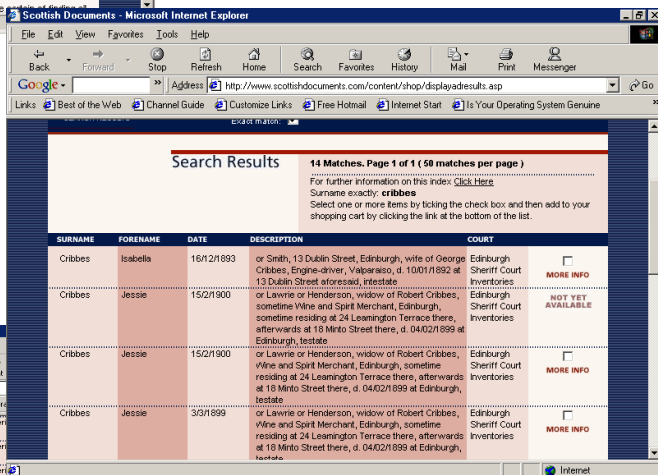 Scottish Documents - Microsoft Internet Explorer
File Edit View Favorites Tools Help
Back Forward Stop Refresh Home Search Favorites History Mail Print Messenger
Google Address http://www.scottishdocuments.com/content/shop/displayadresults.asp Go
Links Best of the Web Channel Guide Customize Links Free Hotmail Internet Start Is Your Operating System Genuine
Exact match:
Search Results
14 Matches. Page 1 of 1 ( 50 matches per page )
For further information on this index Click Here
Surname exactly: cribbes
Select one or more items by ticking the check box and then add to your
shopping cart by clicking the link at the bottom of the list.
SURNAME FORENAME DATE DESCRIPTION COURT
Cribbes Isabella 16/12/1893 or Smith, 13 Dublin Street, Edinburgh, wife of George Edinburgh
Cribbes, Engine-driver, Valparaiso, d. 10/01/1892 at Sheriff Court
13 Dublin Street aforesaid, intestate Inventories
MORE INFO
Cribbes Jessie 15/2/1900 or Lawrie or Henderson, widow of Robert Cribbes, Edinburgh NOT YET
sometime Wine and Spirit Merchant, Edinburgh, Sheriff Court AVAILABLE
sometime residing at 24 Leamington Terrace there, Inventories
afterwards at 18 Minto Street there, d. 04/02/1899 at
Edinburgh, testate
Cribbes Jessie 15/2/1900 or Lawrie or Henderson, widow of Robert Cribbes, Edinburgh
Wine and Spirit Merchant, Edinburgh, sometime Sheriff Court
residing at 24 Leamington Terrace there, afterwards Inventories MORE INFO
at 18 Minto Street there, d. 04/02/1899 at Edinburgh,
testate
Cribbes Jessie 3/3/1899 or Lawrie or Henderson, widow of Robert Cribbes, Edinburgh
Wine and Spirit Merchant, Edinburgh, sometime Sheriff Court
residing at 24 Leamington Terrace there, afterwards Inventories MORE INFO
at 18 Minto Street there, d. 04/02/1899 at Edinburgh,
testate
Internet